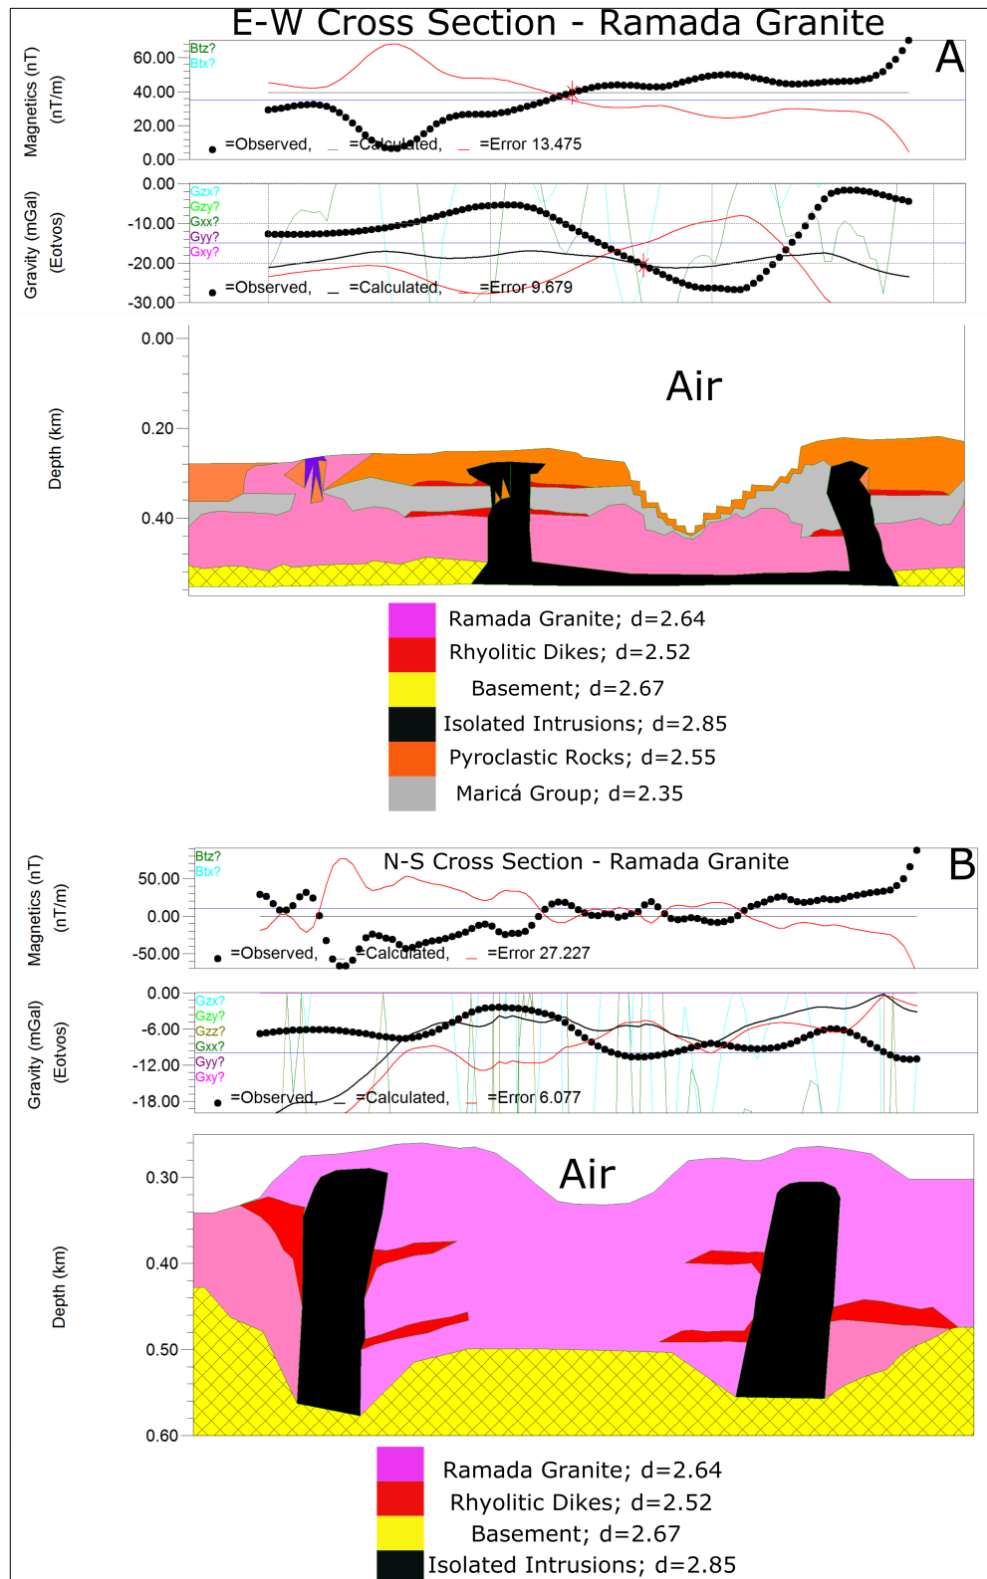 E-W Cross Section - Ramada Granite
A
Magnetics (nT)
(nT/m)
60.00
40.00
20.00
0.00
Btz?
Btx?
=Observed, =Calculated, =Error 13.475
Gravity (mGal)
(Eotvos)
0.00
-10.00
-20.00
-30.00
Gzx?
Gzy?
Gxx?
Gyy?
Gxy?
=Observed, =Calculated, =Error 9.679
Depth (km)
0.00
0.20
0.40
Air
Ramada Granite; d=2.64
Rhyolitic Dikes; d=2.52
Basement; d=2.67
Isolated Intrusions; d=2.85
Pyroclastic Rocks; d=2.55
Maricá Group; d=2.35
N-S Cross Section - Ramada Granite
B
Magnetics (nT)
(nT/m)
50.00
0.00
-50.00
Btz?
Btx?
=Observed, =Calculated, =Error 27.227
Gravity (mGal)
(Eotvos)
0.00
-6.00
-12.00
-18.00
Gzx?
Gzy?
Gzz?
Gxx?
Gyy?
Gxy?
=Observed, =Calculated, =Error 6.077
Depth (km)
0.30
0.40
0.50
0.60
Air
Ramada Granite; d=2.64
Rhyolitic Dikes; d=2.52
Basement; d=2.67
Isolated Intrusions; d=2.85